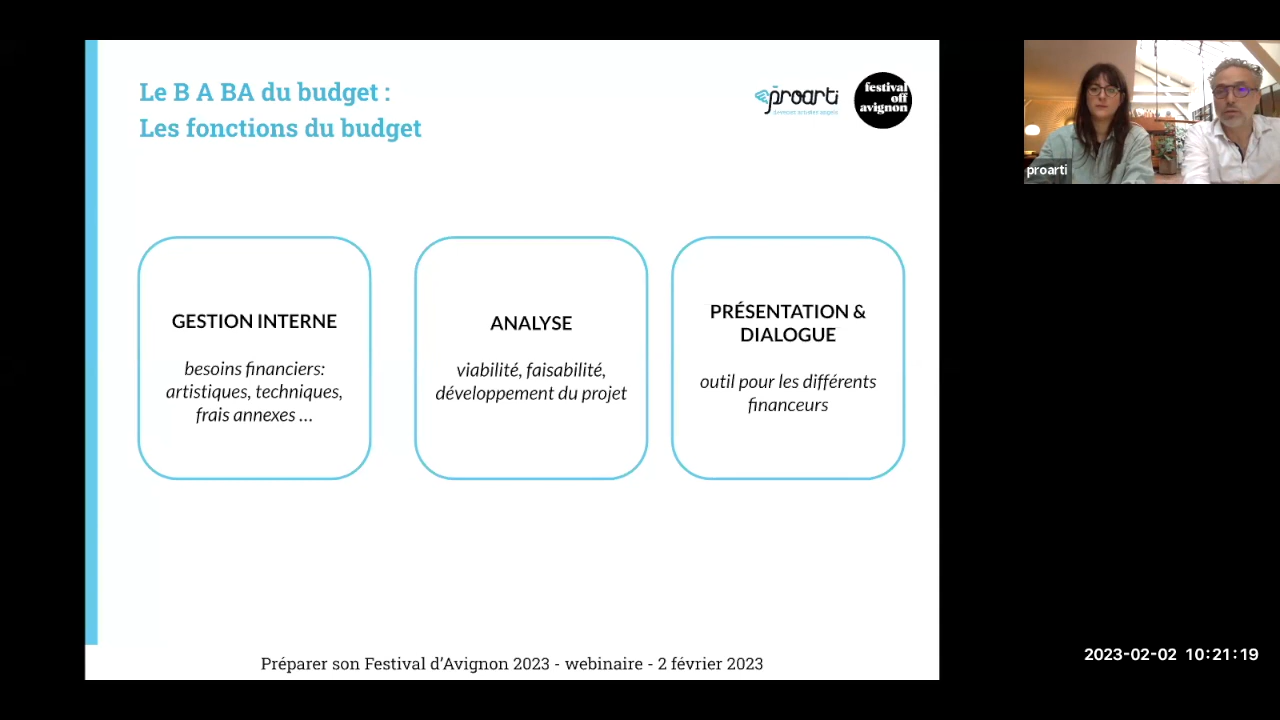 Le B A BA du budget :
Les fonctions du budget
proarti
festival
off
avignon
GESTION INTERNE
besoins financiers:
artistiques, techniques,
frais annexes ...
ANALYSE
viabilité, faisabilité,
développement du projet
PRÉSENTATION &
DIALOGUE
outil pour les différents
financeurs
Préparer son Festival d'Avignon 2023 - webinaire - 2 février 2023
proarti
2023-02-02 10:21:19